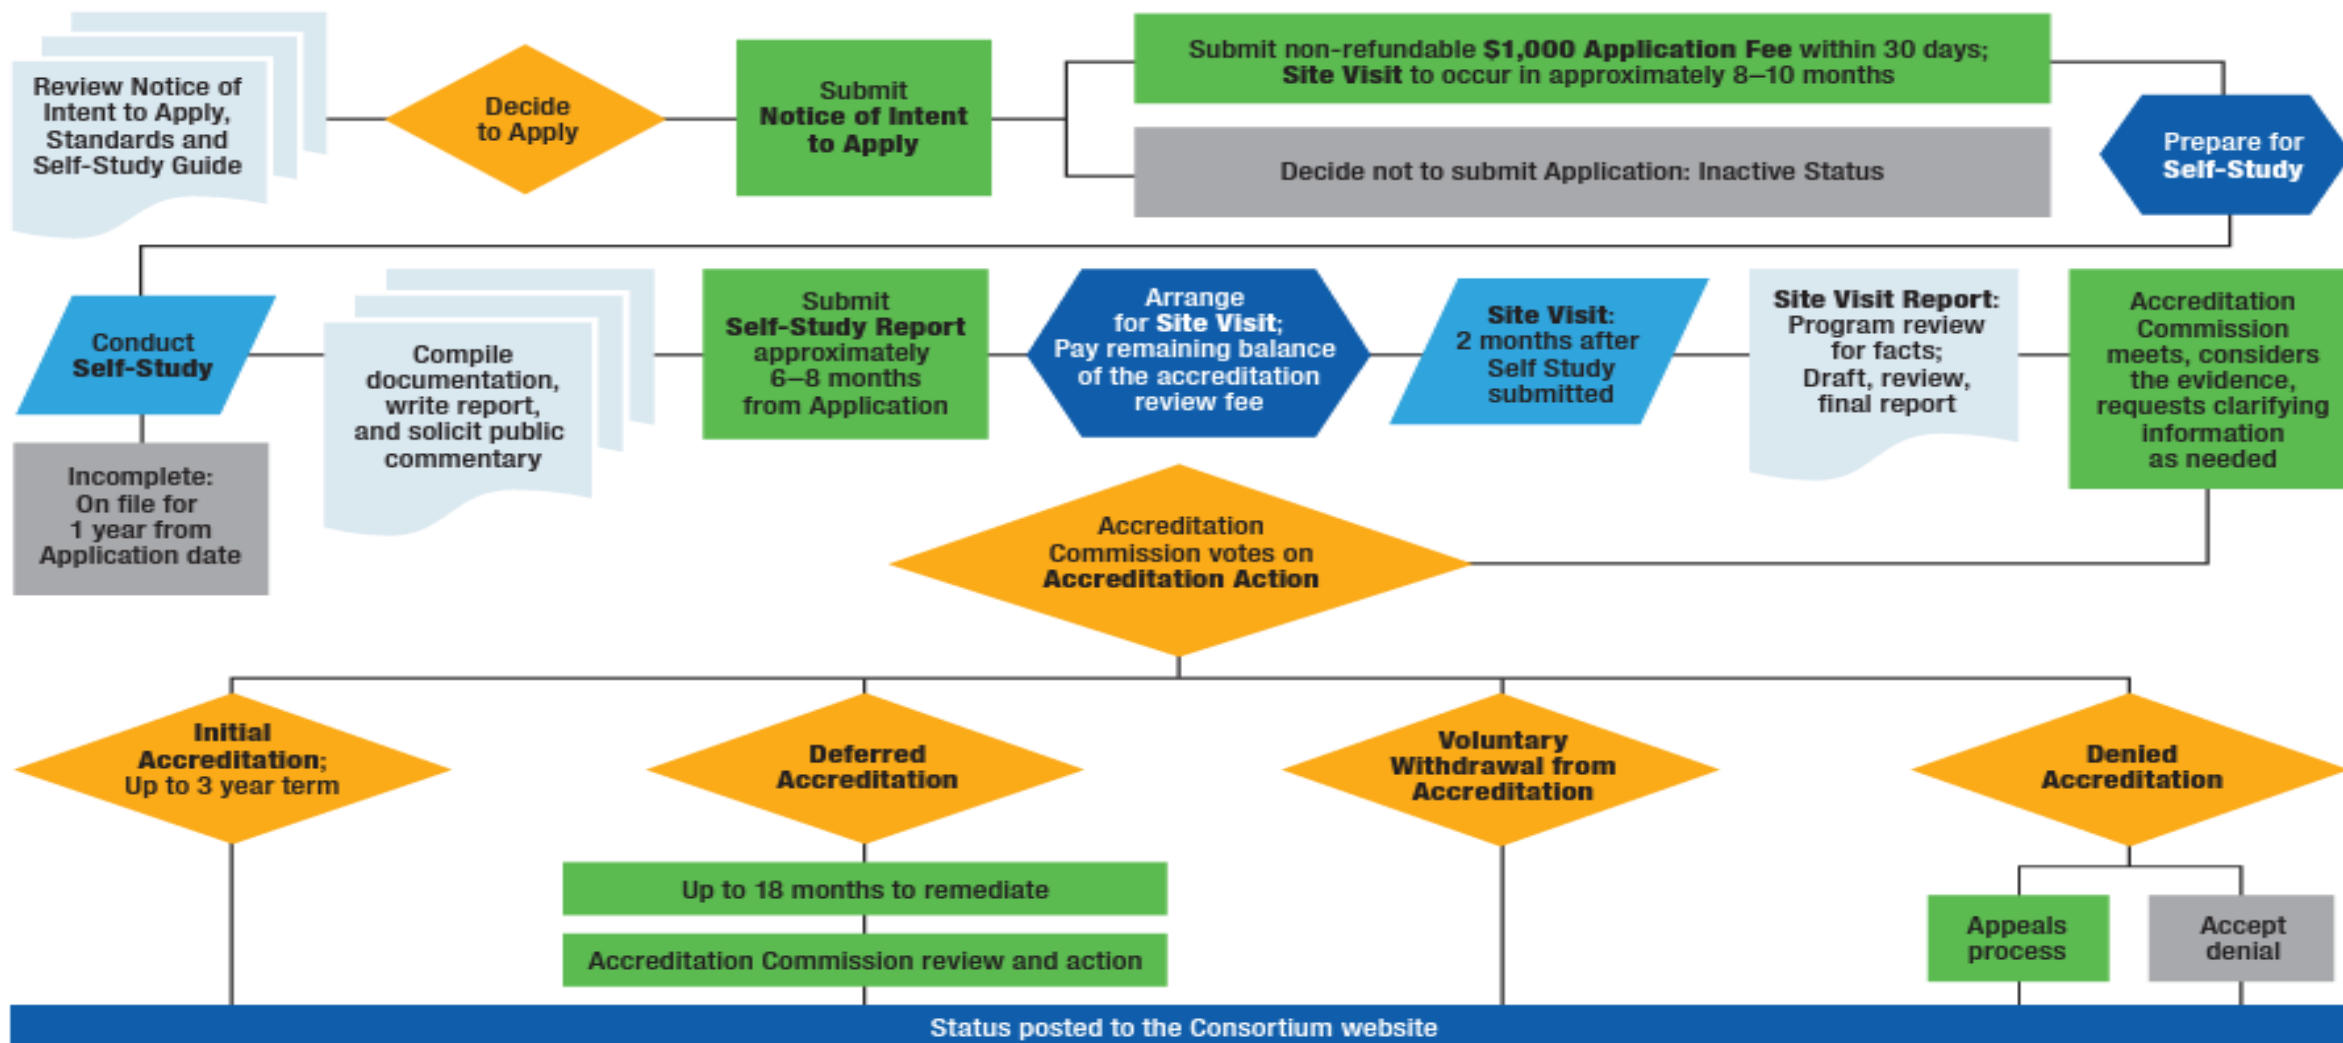 Review Notice of
Intent to Apply,
Standards and
Self-Study Guide
Decide
to Apply
Submit
Notice of Intent
to Apply
Submit non-refundable $1,000 Application Fee within 30 days;
Site Visit to occur in approximately 8–10 months
Decide not to submit Application: Inactive Status
Prepare for
Self-Study
Conduct
Self-Study
Incomplete:
On file for
1 year from
Application date
Compile
documentation,
write report,
and solicit public
commentary
Submit
Self-Study Report
approximately
6–8 months
from Application
Arrange
for Site Visit;
Pay remaining balance
of the accreditation
review fee
Site Visit:
2 months after
Self Study
submitted
Site Visit Report:
Program review
for facts;
Draft, review,
final report
Accreditation
Commission
meets, considers
the evidence,
requests clarifying
information
as needed
Accreditation
Commission votes on
Accreditation Action
Initial
Accreditation;
Up to 3 year term
Deferred
Accreditation
Up to 18 months to remediate
Accreditation Commission review and action
Voluntary
Withdrawal from
Accreditation
Denied
Accreditation
Appeals
process
Accept
denial
Status posted to the Consortium website